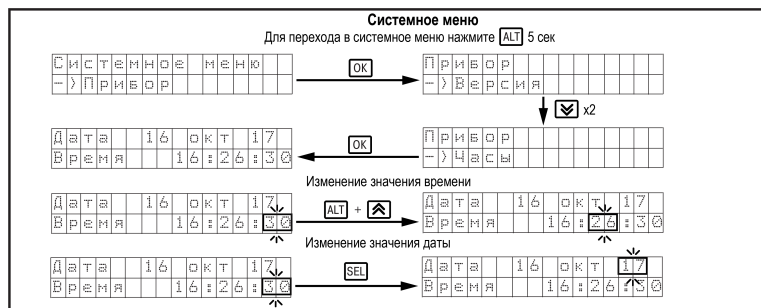 Системное меню
Для перехода в системное меню нажмите ALT 5 сек
Системное меню
->Прибор
OK
Прибор
->Версия
x2
Дата 16 окт 17
Время 16:26:30
OK
Прибор
->Часы
Изменение значения времени
Дата 16 окт 17
Время 16:26:30
ALT +
Дата 16 окт 17
Время 16:26:30
Изменение значения даты
Дата 16 окт 17
Время 16:26:30
SEL
Дата 16 окт 17
Время 16:26:30